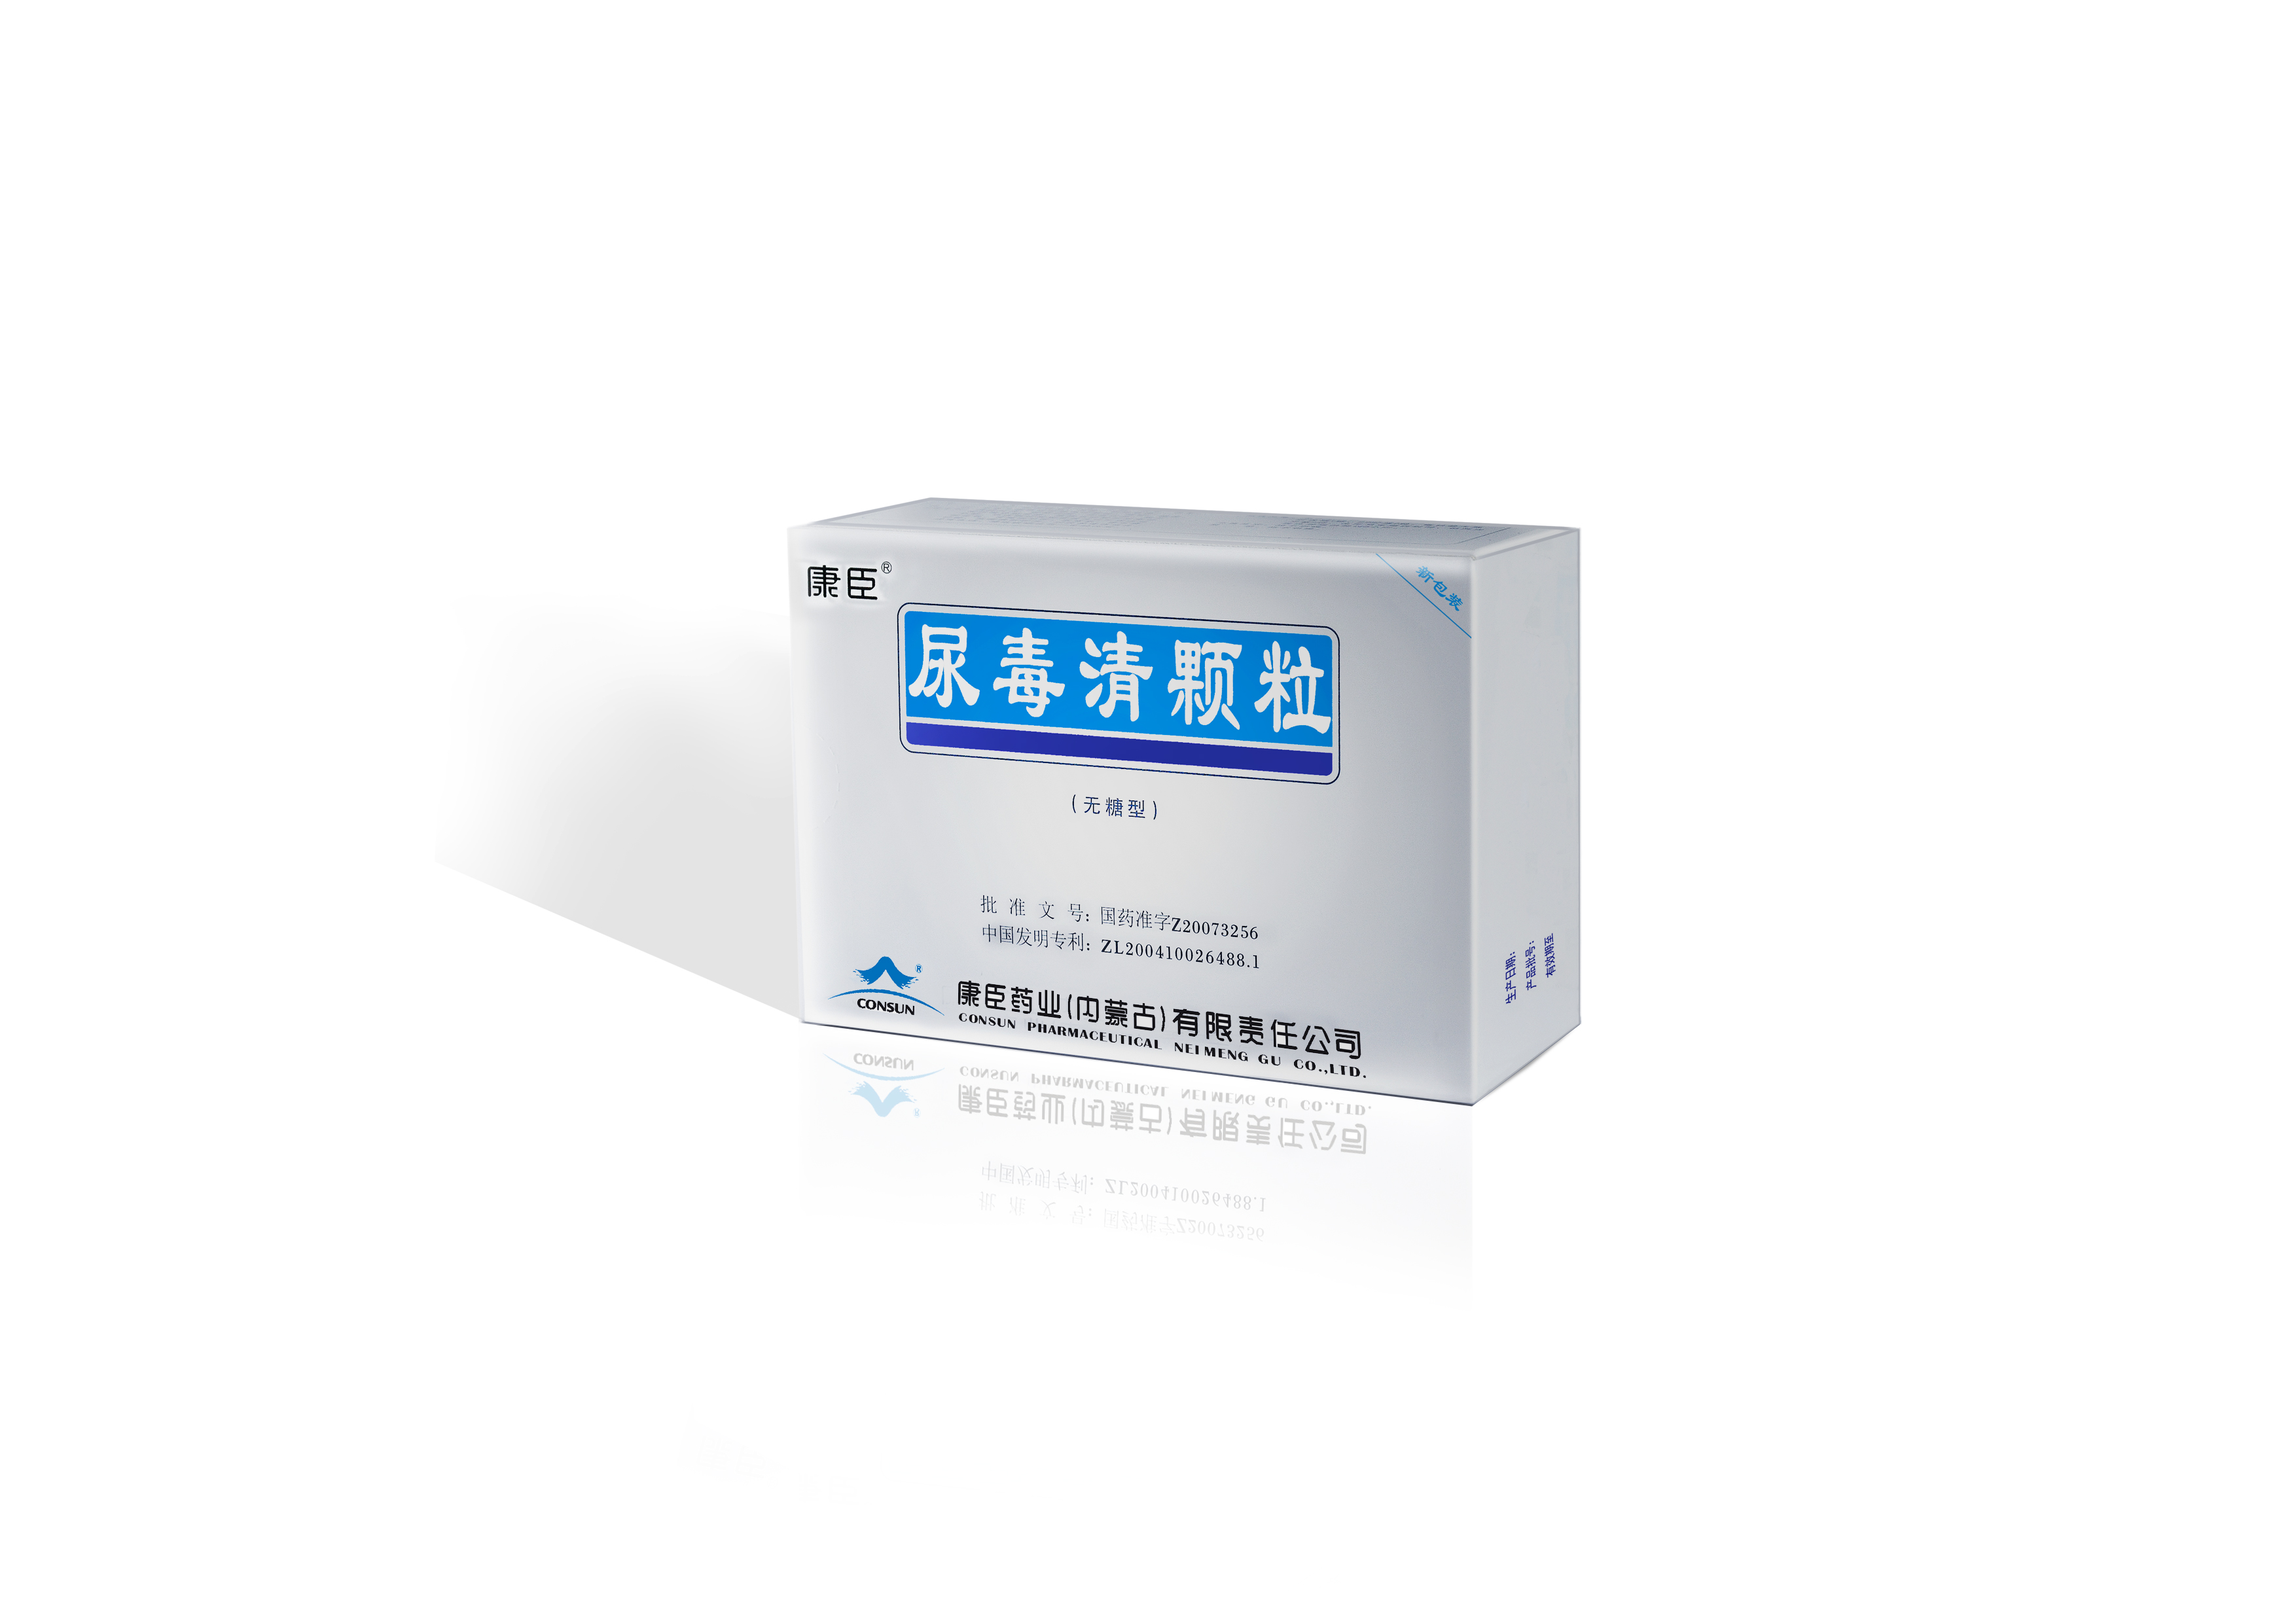 康臣®
新包装
尿毒清颗粒
(无糖型)
批准文号：国药准字Z20073256
中国发明专利：ZL200410026488.1
®
CONSUN
康臣药业(内蒙古)有限责任公司
CONSUN PHARMACEUTICAL NEI MENG GU CO.,LTD.
生产日期：
产品批号：
有效期至